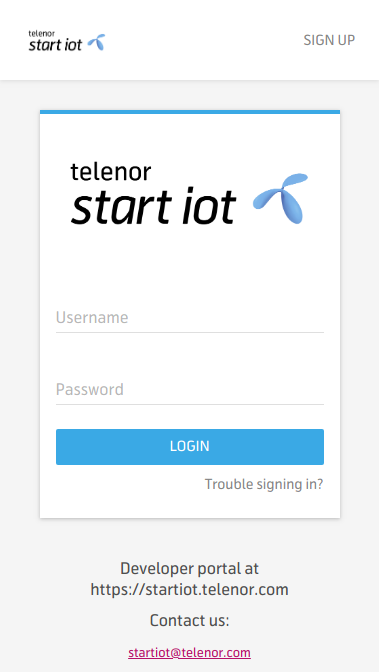 telenor
start iot
SIGN UP
telenor
start iot
Username
Password
LOGIN
Trouble signing in?
Developer portal at
https://startiot.telenor.com
Contact us:
startiot@telenor.com